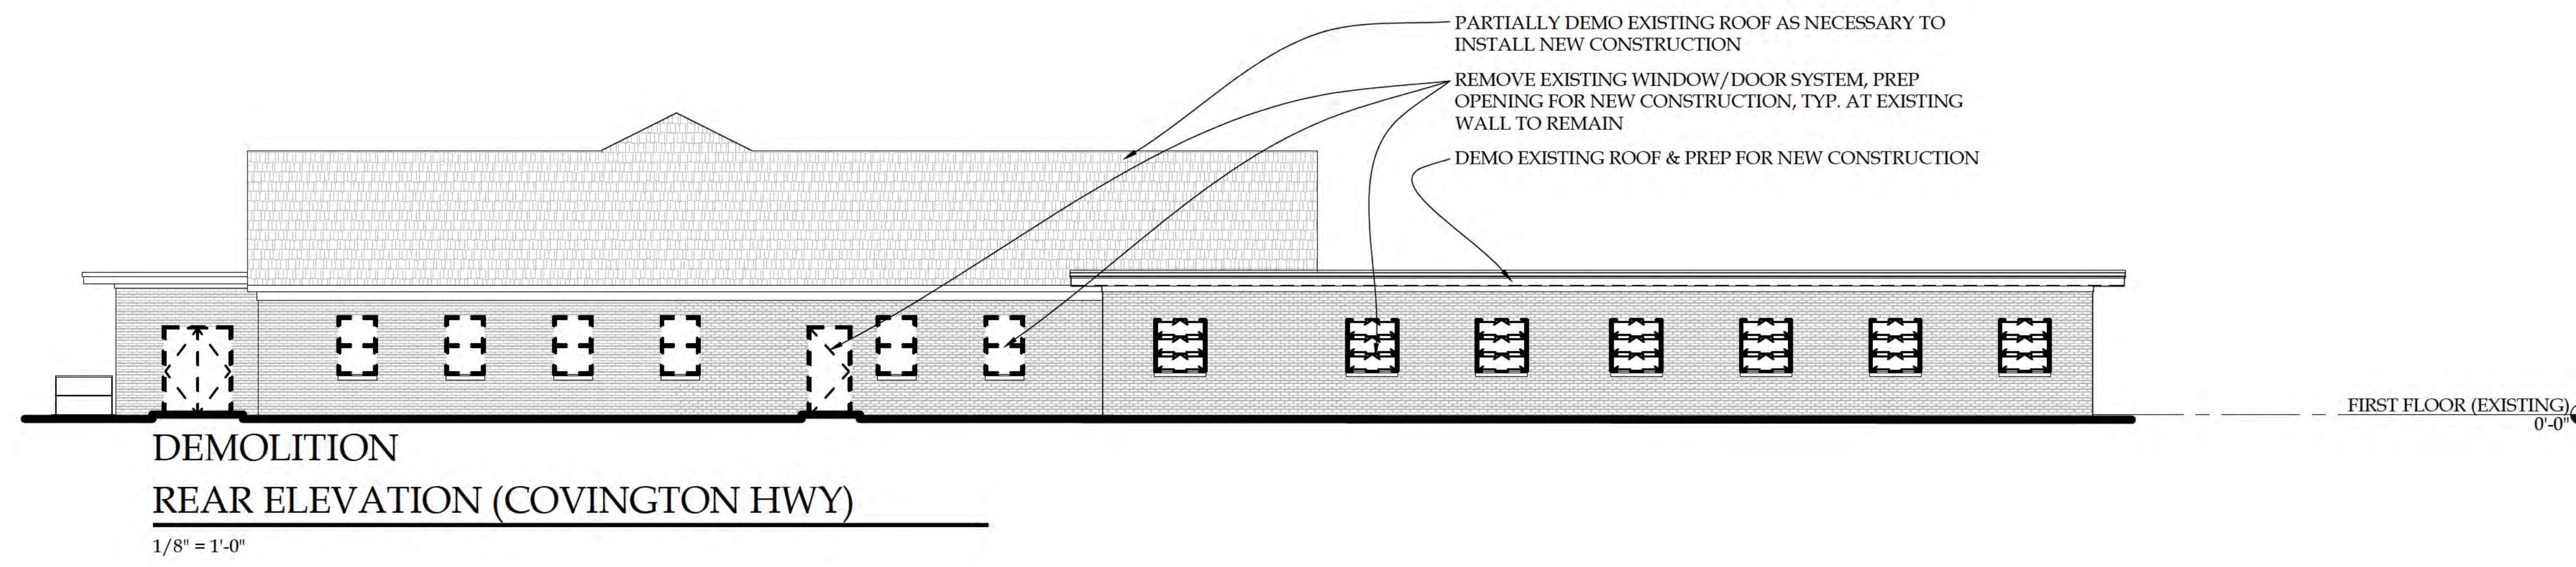 PARTIALLY DEMO EXISTING ROOF AS NECESSARY TO
INSTALL NEW CONSTRUCTION
REMOVE EXISTING WINDOW/DOOR SYSTEM, PREP
OPENING FOR NEW CONSTRUCTION, TYP. AT EXISTING
WALL TO REMAIN
DEMO EXISTING ROOF & PREP FOR NEW CONSTRUCTION
FIRST FLOOR (EXISTING)
0'-0"
DEMOLITION
REAR ELEVATION (COVINGTON HWY)
1/8" = 1'-0"